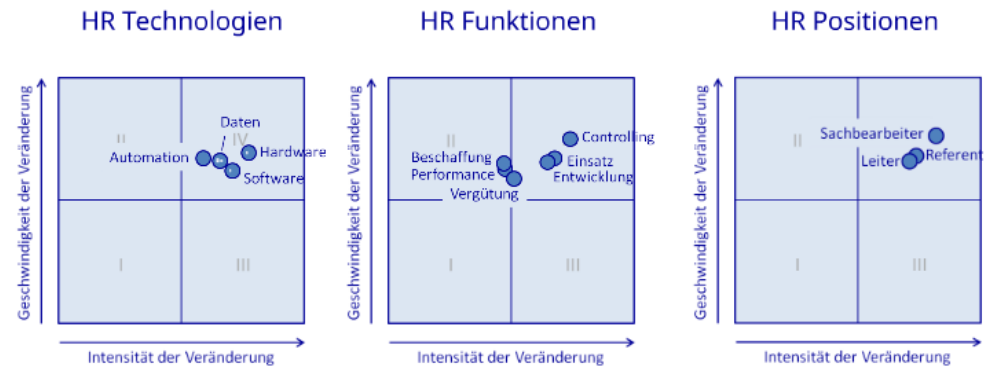 HR Technologien
HR Funktionen
HR Positionen
Geschwindigkeit der Veränderung
II
IV
Daten
Automation
Hardware
Software
I
III
Intensität der Veränderung
Geschwindigkeit der Veränderung
II
Controlling
Beschaffung
Einsatz
Performance
Entwicklung
Vergütung
I
III
Intensität der Veränderung
Geschwindigkeit der Veränderung
II
Sachbearbeiter
Referent
Leiter
I
III
Intensität der Veränderung